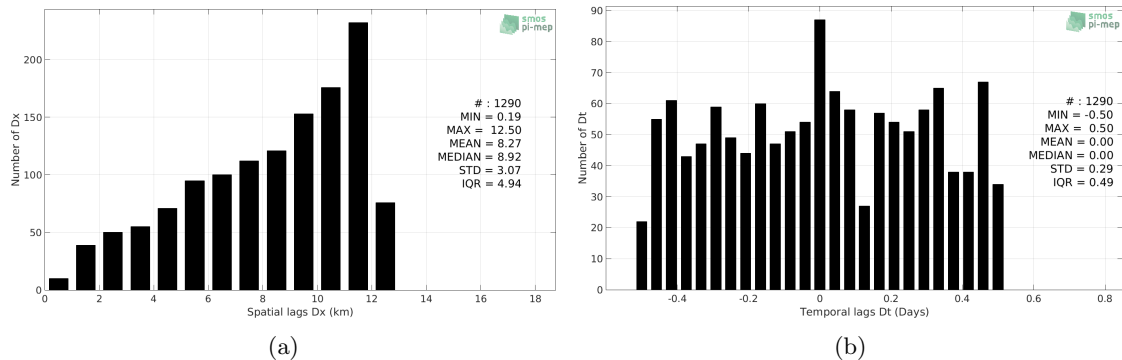 smos
pi-mep
200
150
100
50
0
Number of Dx
# : 1290
MIN = 0.19
MAX = 12.50
MEAN = 8.27
MEDIAN = 8.92
STD = 3.07
IQR = 4.94
0 2 4 6 8 10 12 14 16 18
Spatial lags Dx (km)
(a)
smos
pi-mep
90
80
70
60
50
40
30
20
10
0
Number of Dt
# : 1290
MIN = -0.50
MAX = 0.50
MEAN = 0.00
MEDIAN = 0.00
STD = 0.29
IQR = 0.49
-0.4 -0.2 0 0.2 0.4 0.6 0.8
Temporal lags Dt (Days)
(b)